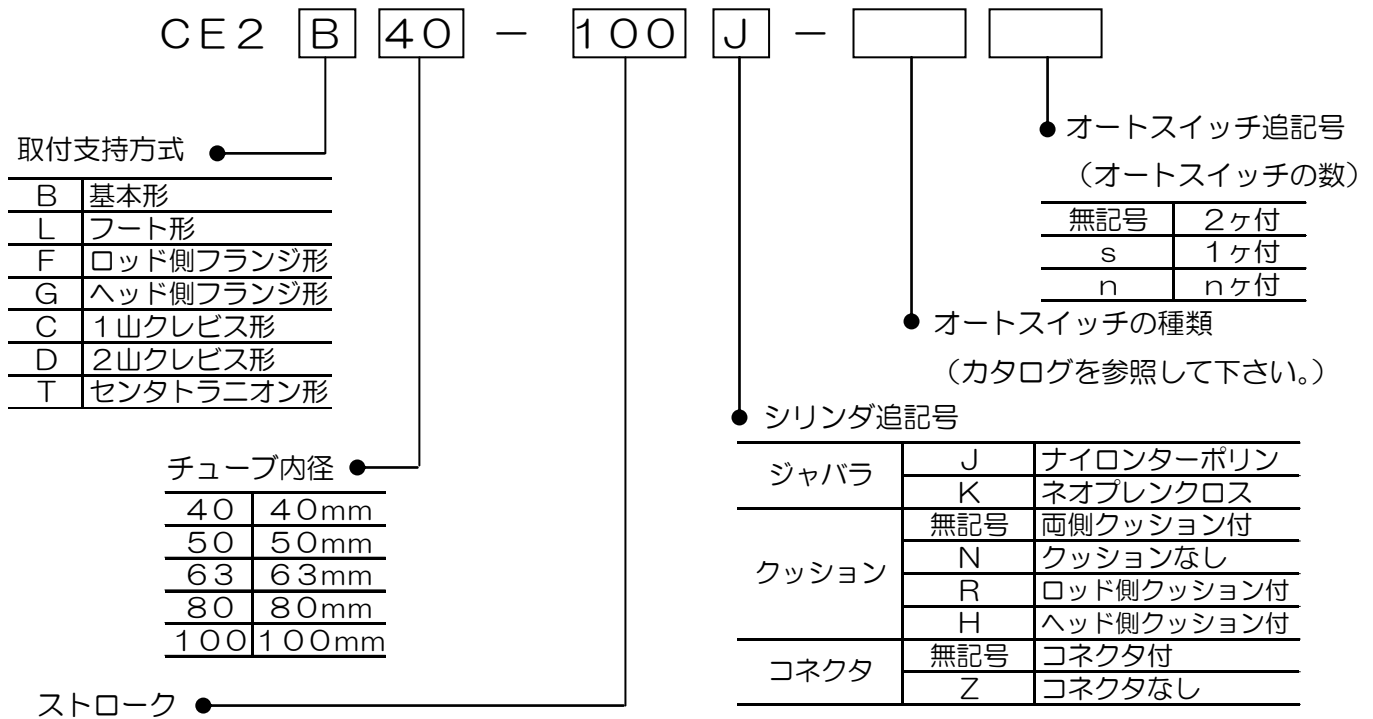 CE2 B 40 － 100 J －
オートスイッチ追記号
（オートスイッチの数）
無記号 2ヶ付
s 1ヶ付
n nヶ付
取付支持方式
B 基本形
L フート形
F ロッド側フランジ形
G ヘッド側フランジ形
C 1山クレビス形
D 2山クレビス形
T センタトラニオン形
オートスイッチの種類
（カタログを参照して下さい。）
シリンダ追記号
ジャバラ J ナイロンターポリン
K ネオプレンクロス
クッション 無記号 両側クッション付
N クッションなし
R ロッド側クッション付
H ヘッド側クッション付
コネクタ 無記号 コネクタ付
Z コネクタなし
チューブ内径
40 40mm
50 50mm
63 63mm
80 80mm
100 100mm
ストローク